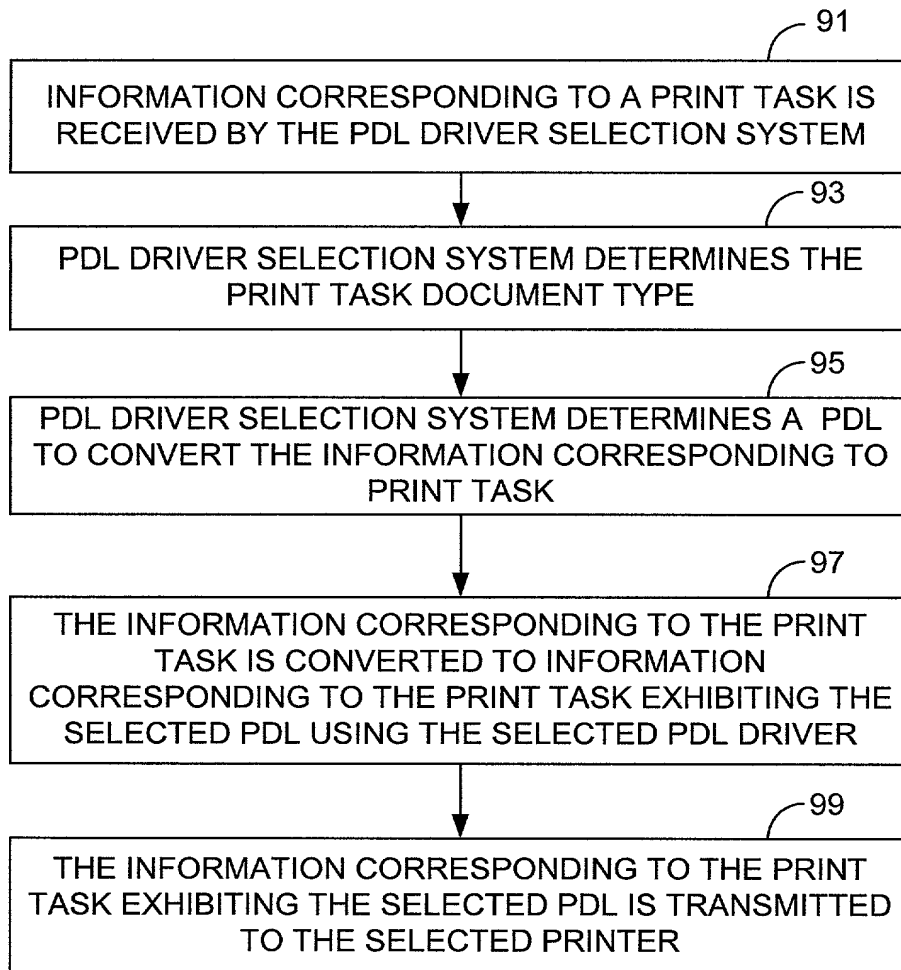 91
INFORMATION CORRESPONDING TO A PRINT TASK IS
RECEIVED BY THE PDL DRIVER SELECTION SYSTEM
93
PDL DRIVER SELECTION SYSTEM DETERMINES THE
PRINT TASK DOCUMENT TYPE
95
PDL DRIVER SELECTION SYSTEM DETERMINES A PDL
TO CONVERT THE INFORMATION CORRESPONDING TO
PRINT TASK
97
THE INFORMATION CORRESPONDING TO THE PRINT
TASK IS CONVERTED TO INFORMATION
CORRESPONDING TO THE PRINT TASK EXHIBITING THE
SELECTED PDL USING THE SELECTED PDL DRIVER
99
THE INFORMATION CORRESPONDING TO THE PRINT
TASK EXHIBITING THE SELECTED PDL IS TRANSMITTED
TO THE SELECTED PRINTER